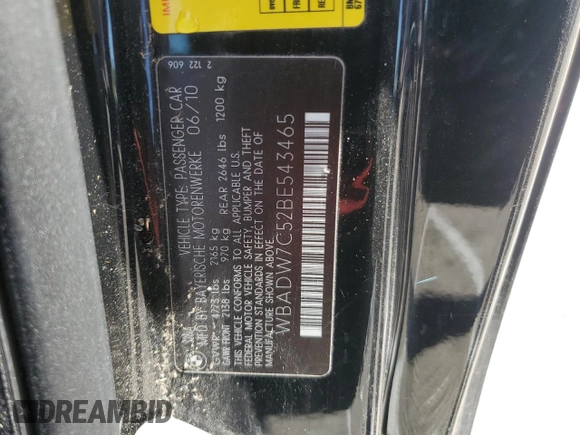 2 122 606
VEHICLE TYPE: PASSENGER CAR
MFD BY BAYERISCHE MOTORENWERKE 06/10
GVWR 4773 lbs 2165 kg
GAWR FRONT 2138 lbs 970 kg REAR 2646 lbs 1200 kg
THIS VEHICLE CONFORMS TO ALL APPLICABLE U.S.
FEDERAL MOTOR VEHICLE SAFETY, BUMPER AND THEFT
PREVENTION STANDARDS IN EFFECT ON THE DATE OF
MANUFACTURE SHOWN ABOVE.
WBADW7C52BE543465
DREAMBID